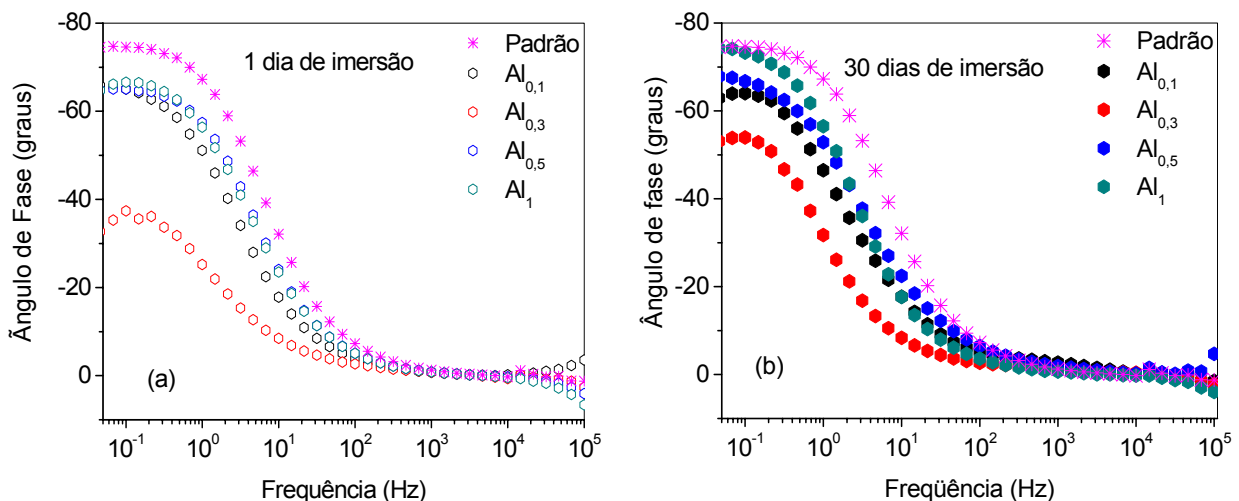 -80
-60
-40
-20
0
Ãngulo de Fase (graus)
1 dia de imersão
Padrão
Al0,1
Al0,3
Al0,5
Al1
(a)
10-1
100
101
102
103
104
105
Frequência (Hz)
-80
-60
-40
-20
0
Ângulo de fase (graus)
30 dias de imersão
Padrão
Al0,1
Al0,3
Al0,5
Al1
(b)
10-1
100
101
102
103
104
105
Freqüência (Hz)